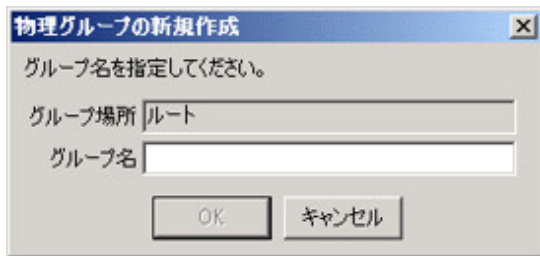 物理グループの新規作成
グループ名を指定してください。
グループ場所 ルート
グループ名
OK キャンセル